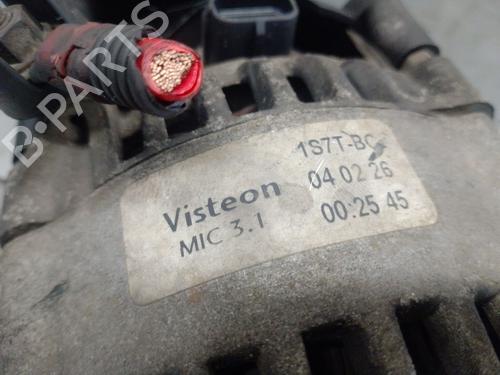 B-PARTS
Visteon
MIC 3.1
1S7T-BC
04 02 26
00:25 45